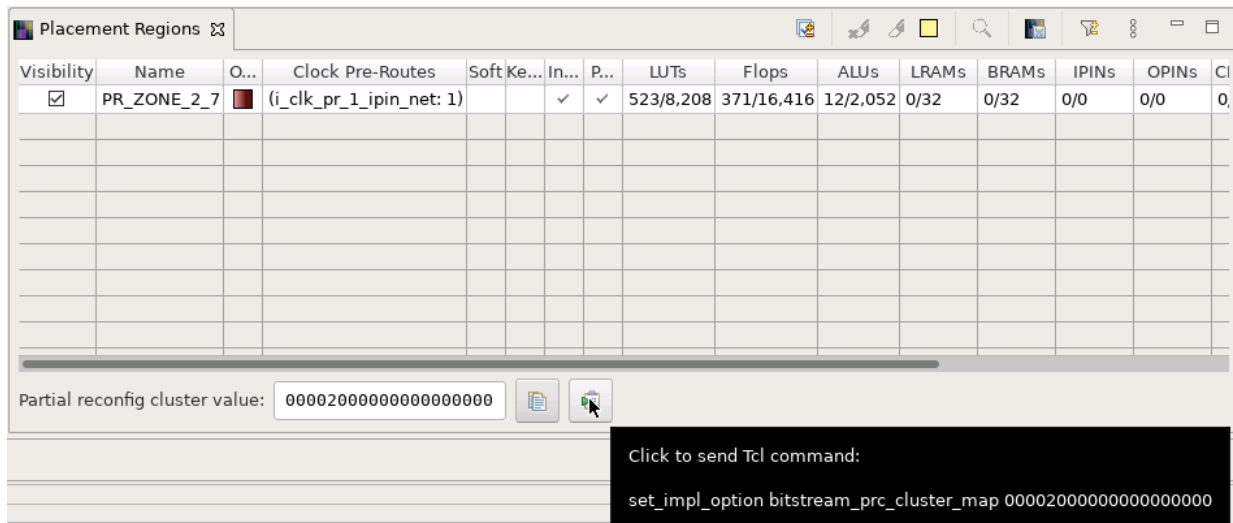 Placement Regions
Visibility Name O... Clock Pre-Routes Soft Ke... In... P... LUTs Flops ALUs LRAMs BRAMs IPINs OPINs
PR_ZONE_2_7 (i_clk_pr_1_ipin_net: 1) 523/8,208 371/16,416 12/2,052 0/32 0/32 0/0 0/0
Partial reconfig cluster value: 00002000000000000000
Click to send Tcl command:
set_impl_option bitstream_prc_cluster_map 00002000000000000000